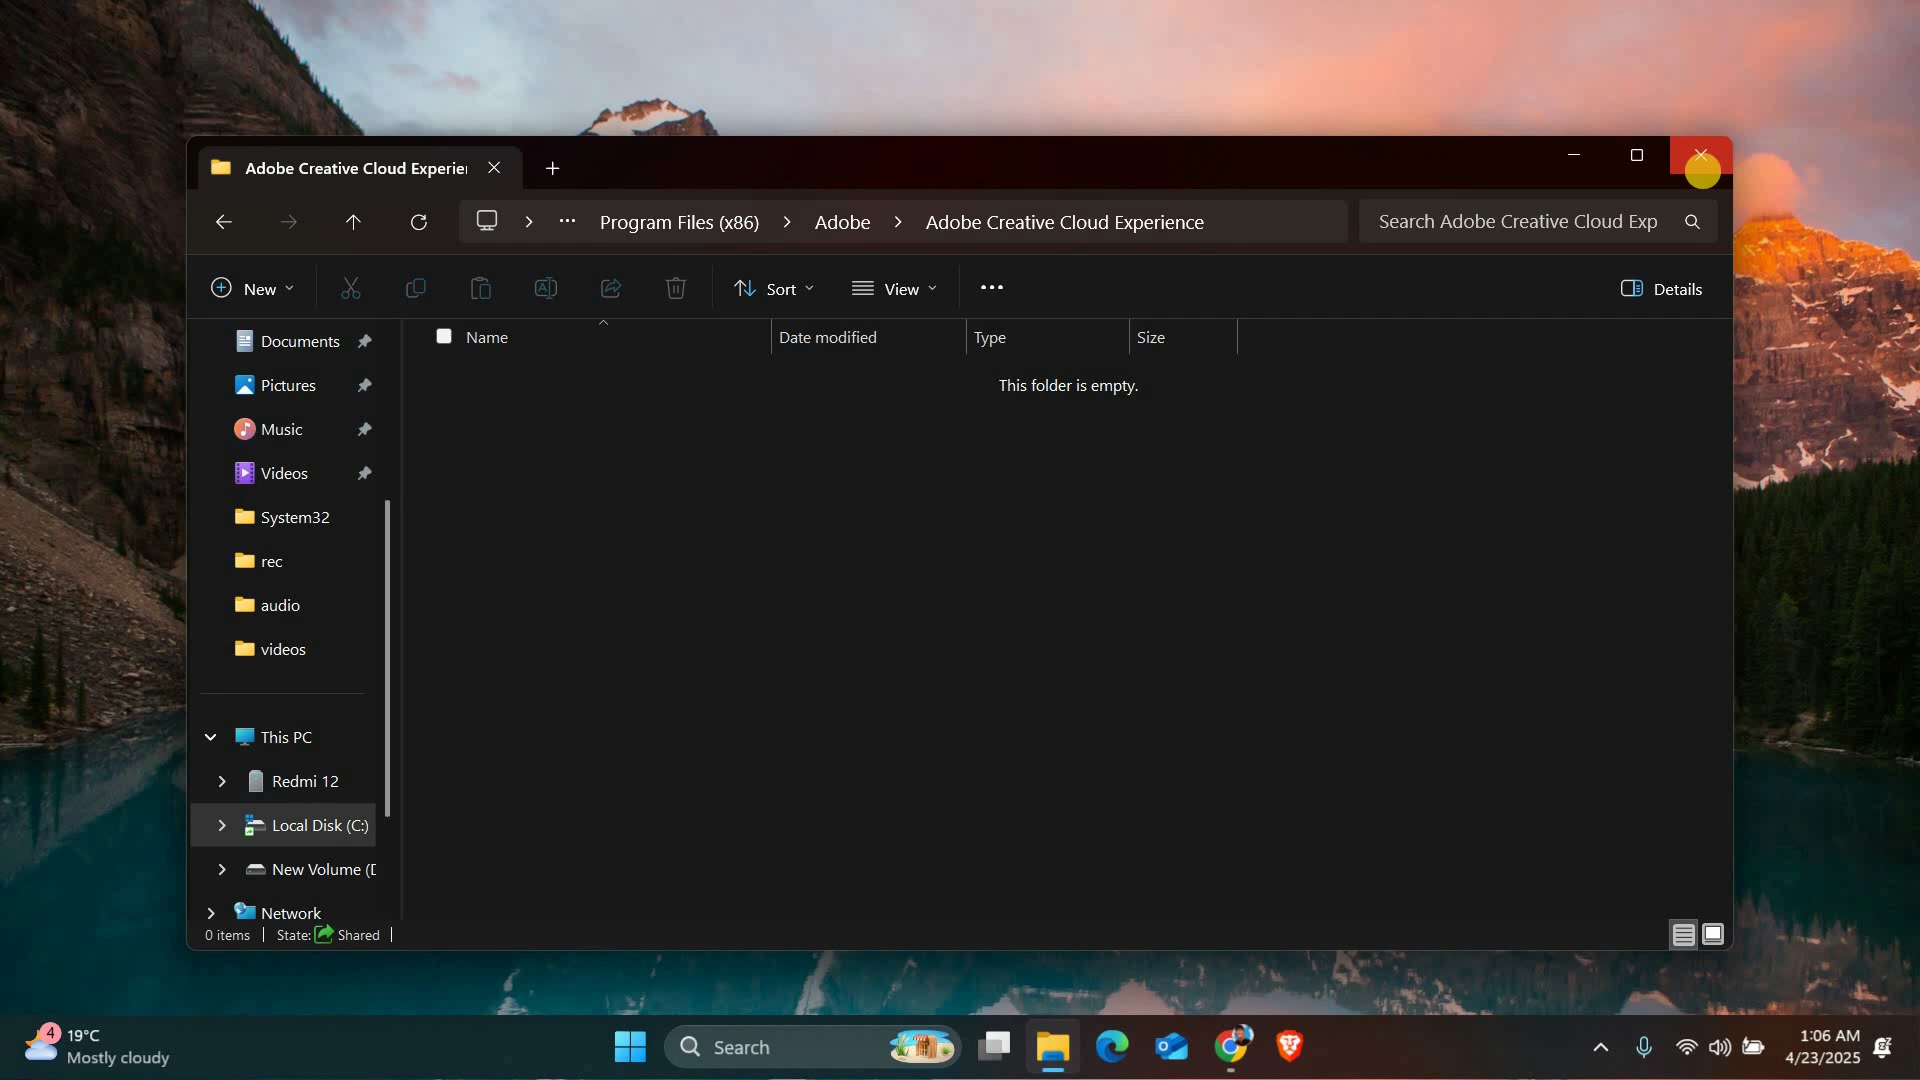 Adobe Creative Cloud Experie
Program Files (x86) Adobe Adobe Creative Cloud Experience
Search Adobe Creative Cloud Exp
New Sort View Details
Name Date modified Type Size
This folder is empty.
Documents
Pictures
Music
Videos
System32
rec
audio
videos
This PC
Redmi 12
Local Disk (C:)
New Volume (D
Network
0 items State: Shared
4 19°C
Mostly cloudy
Search
1:06 AM
4/23/2025